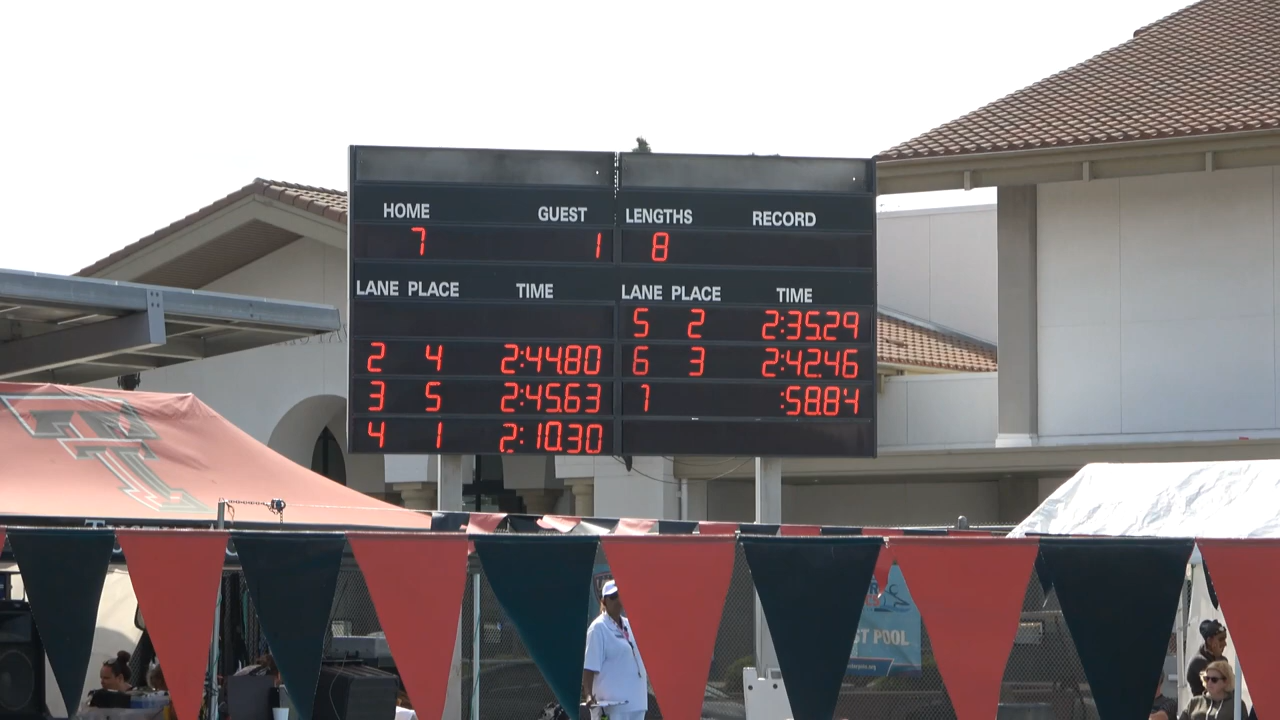 HOME GUEST LENGTHS RECORD
7 1 8
LANE PLACE TIME LANE PLACE TIME
5 2 2:35.29
2 4 2:44.80 6 3 2:42.46
3 5 2:45.63 7 :58.84
4 1 2:10.30
ST POOL